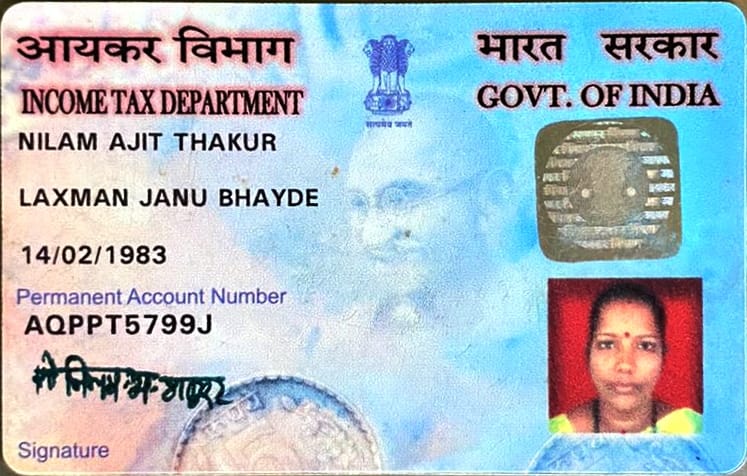 आयकर विभाग
भारत सरकार
INCOME TAX DEPARTMENT
GOVT. OF INDIA
सत्यमेव जयते
NILAM AJIT THAKUR
LAXMAN JANU BHAYDE
14/02/1983
Permanent Account Number
AQPPT5799J
Signature